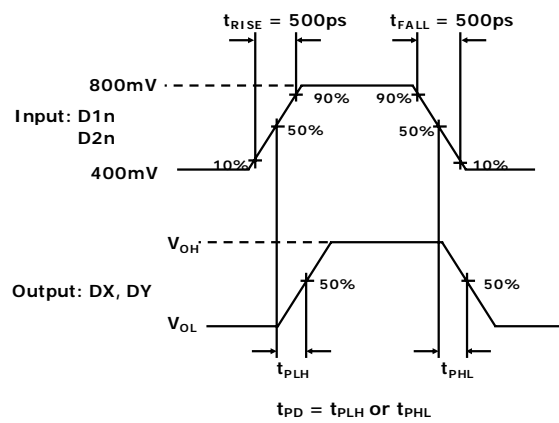 tRISE = 500ps
tFALL = 500ps
800mV
90%
90%
Input: D1n
D2n
50%
50%
10%
10%
400mV
VOH
Output: DX, DY
50%
50%
VOL
tPLH
tPHL
tPD = tPLH or tPHL